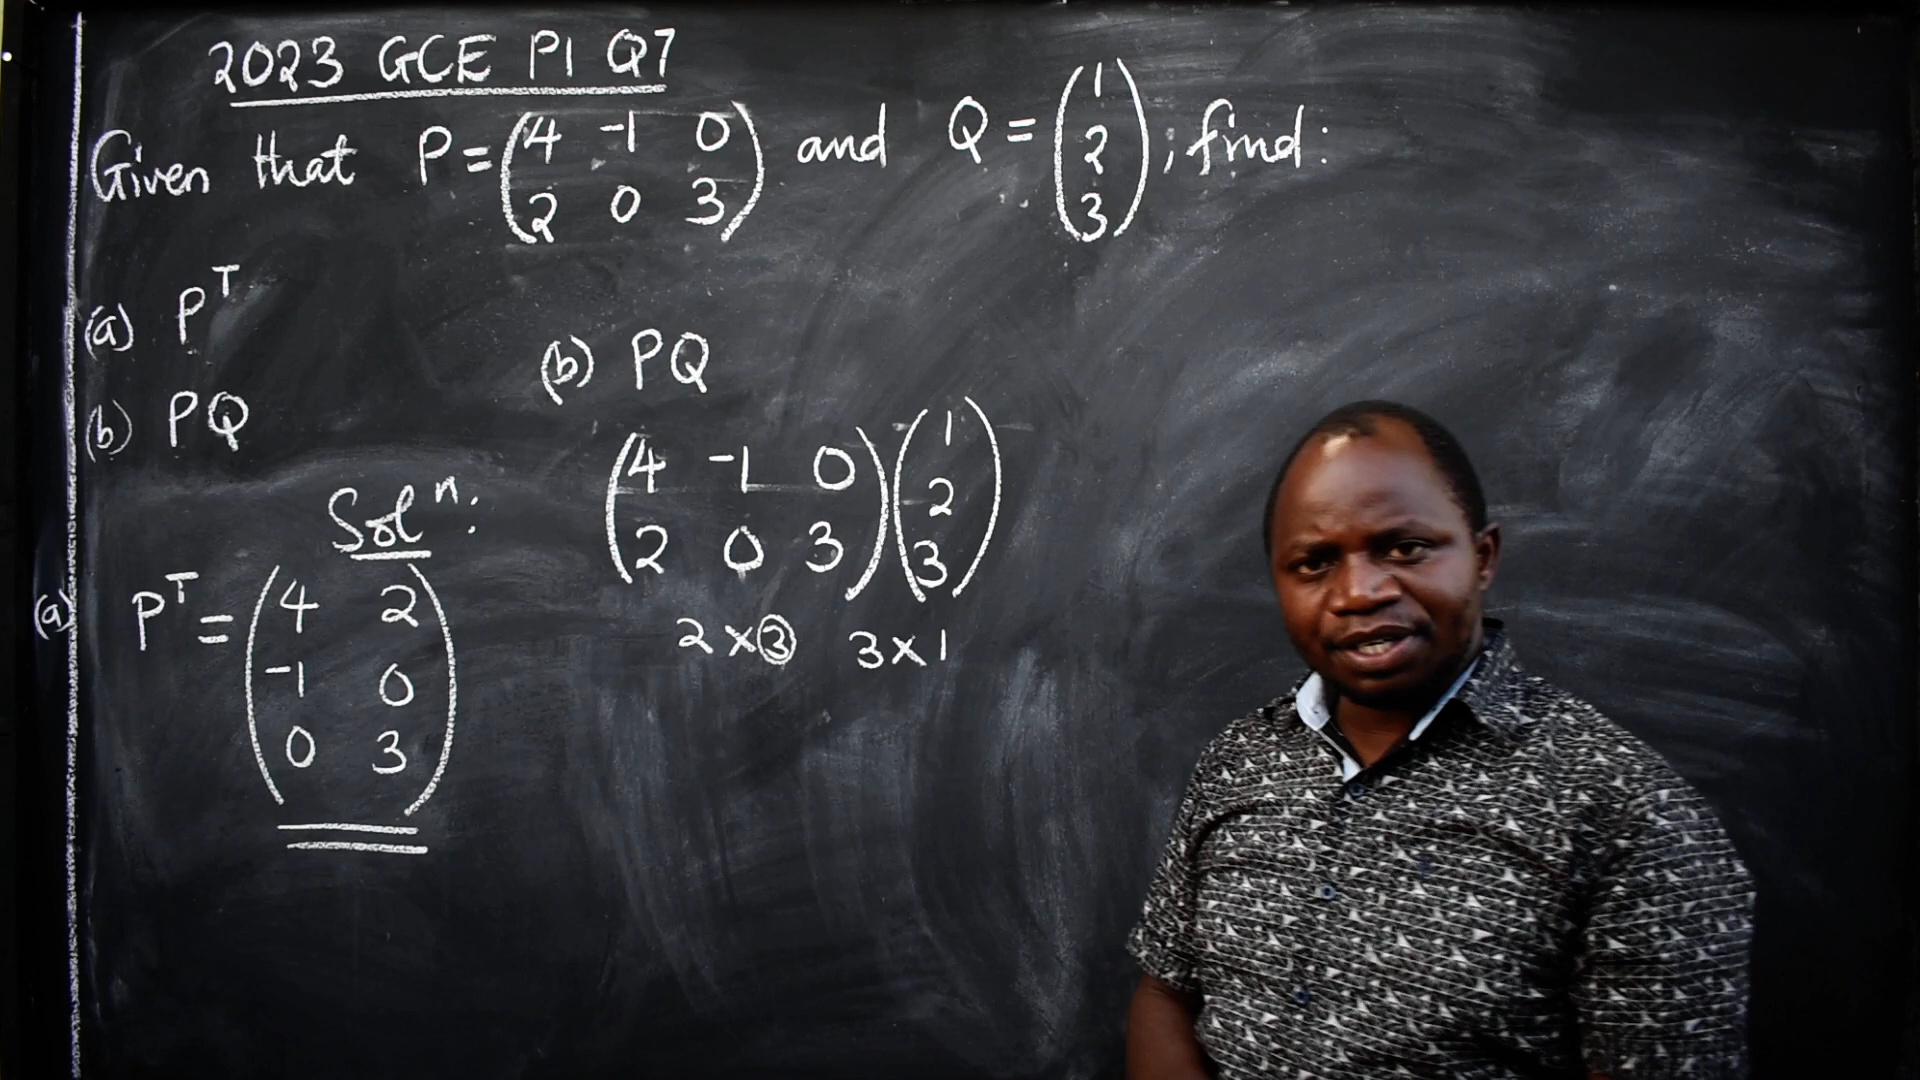 2023 GCE P1 Q7
Given that P = (4 -1 0
2 0 3) and Q = (1
2
3); find:
(a) P^T
(b) PQ
Sol^n:
(a) P^T = (4 2
-1 0
0 3)
(b) PQ
(4 -1 0
2 0 3) (1
2
3)
2 × 3 3 × 1